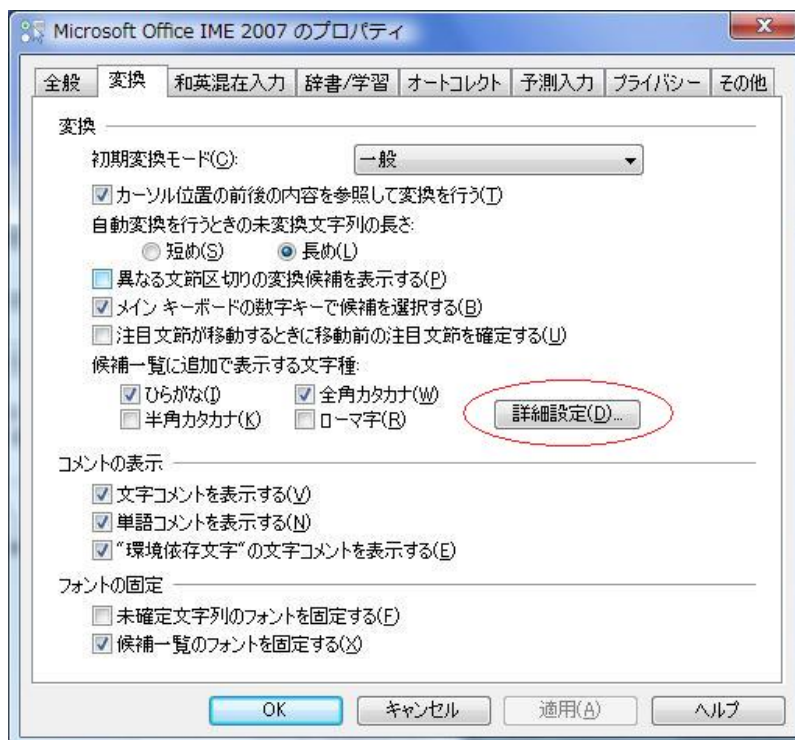 Microsoft Office IME 2007 のプロパティ
全般 変換 和英混在入力 辞書/学習 オートコレクト 予測入力 プライバシー その他
変換
初期変換モード(C): 一般
カーソル位置の前後の内容を参照して変換を行う(T)
自動変換を行うときの未変換文字列の長さ:
短め(S) 長め(L)
異なる文節区切りの変換候補を表示する(P)
メイン キーボードの数字キーで候補を選択する(B)
注目文節が移動するときに移動前の注目文節を確定する(U)
候補一覧に追加で表示する文字種:
ひらがな(I) 全角カタカナ(W)
半角カタカナ(K) ローマ字(R) 詳細設定(D)...
コメントの表示
文字コメントを表示する(V)
単語コメントを表示する(N)
"環境依存文字"の文字コメントを表示する(E)
フォントの固定
未確定文字列のフォントを固定する(F)
候補一覧のフォントを固定する(X)
OK キャンセル 適用(A) ヘルプ